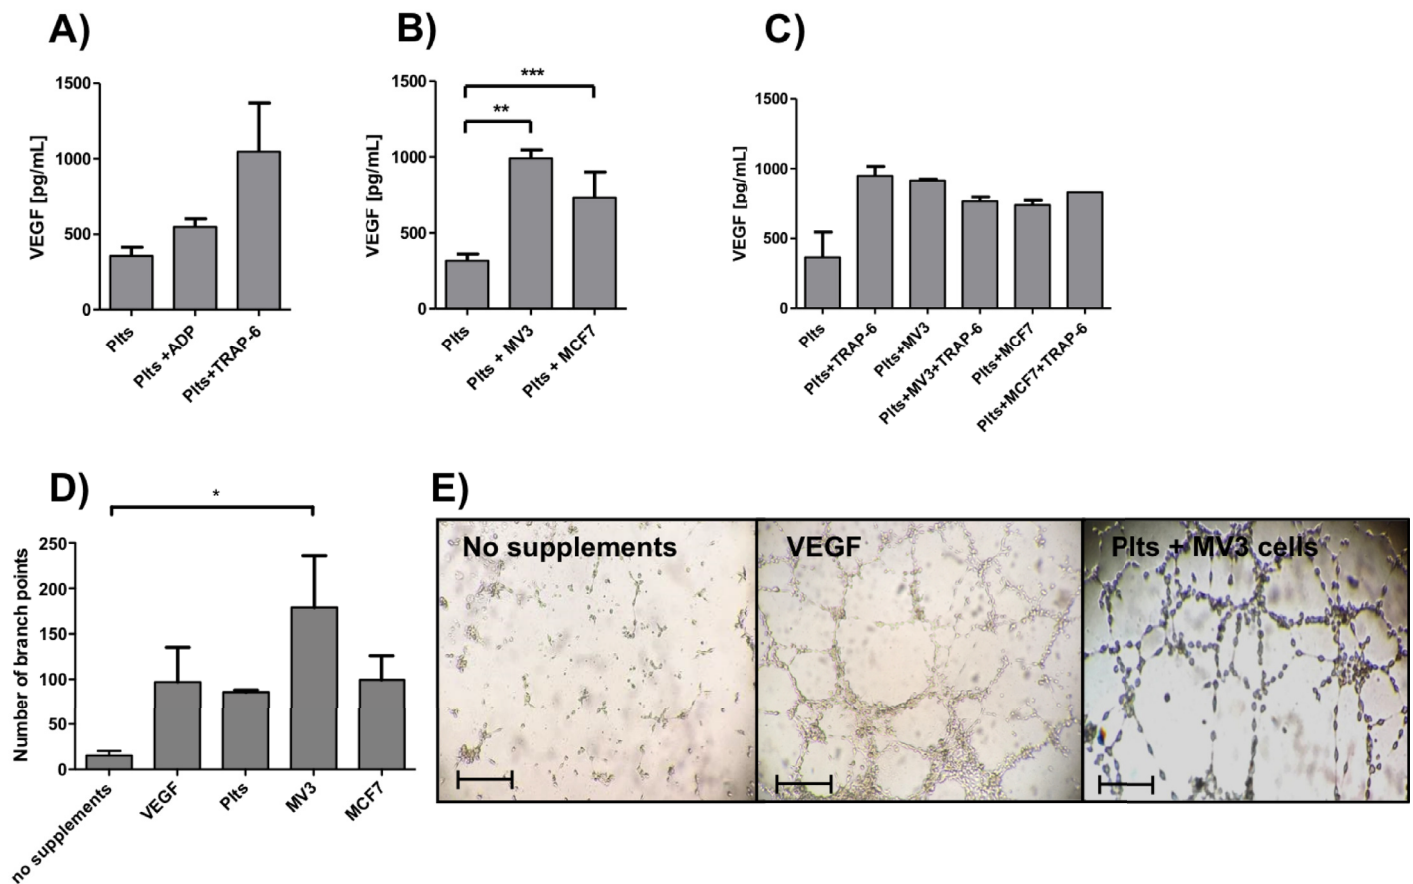 A)
VEGF [pg/mL]
1500
1000
500
0
Plts
Plts +ADP
Plts+TRAP-6
B)
VEGF [pg/mL]
1500
1000
500
0
***
**
Plts
Plts + MV3
Plts + MCF7
C)
VEGF [pg/mL]
1500
1000
500
0
Plts
Plts+TRAP-6
Plts+MV3
Plts+MV3+TRAP-6
Plts+MCF7
Plts+MCF7+TRAP-6
D)
*
Number of branch points
250
200
150
100
50
0
no supplements
VEGF
Plts
MV3
MCF7
E)
No supplements
VEGF
Plts + MV3 cells